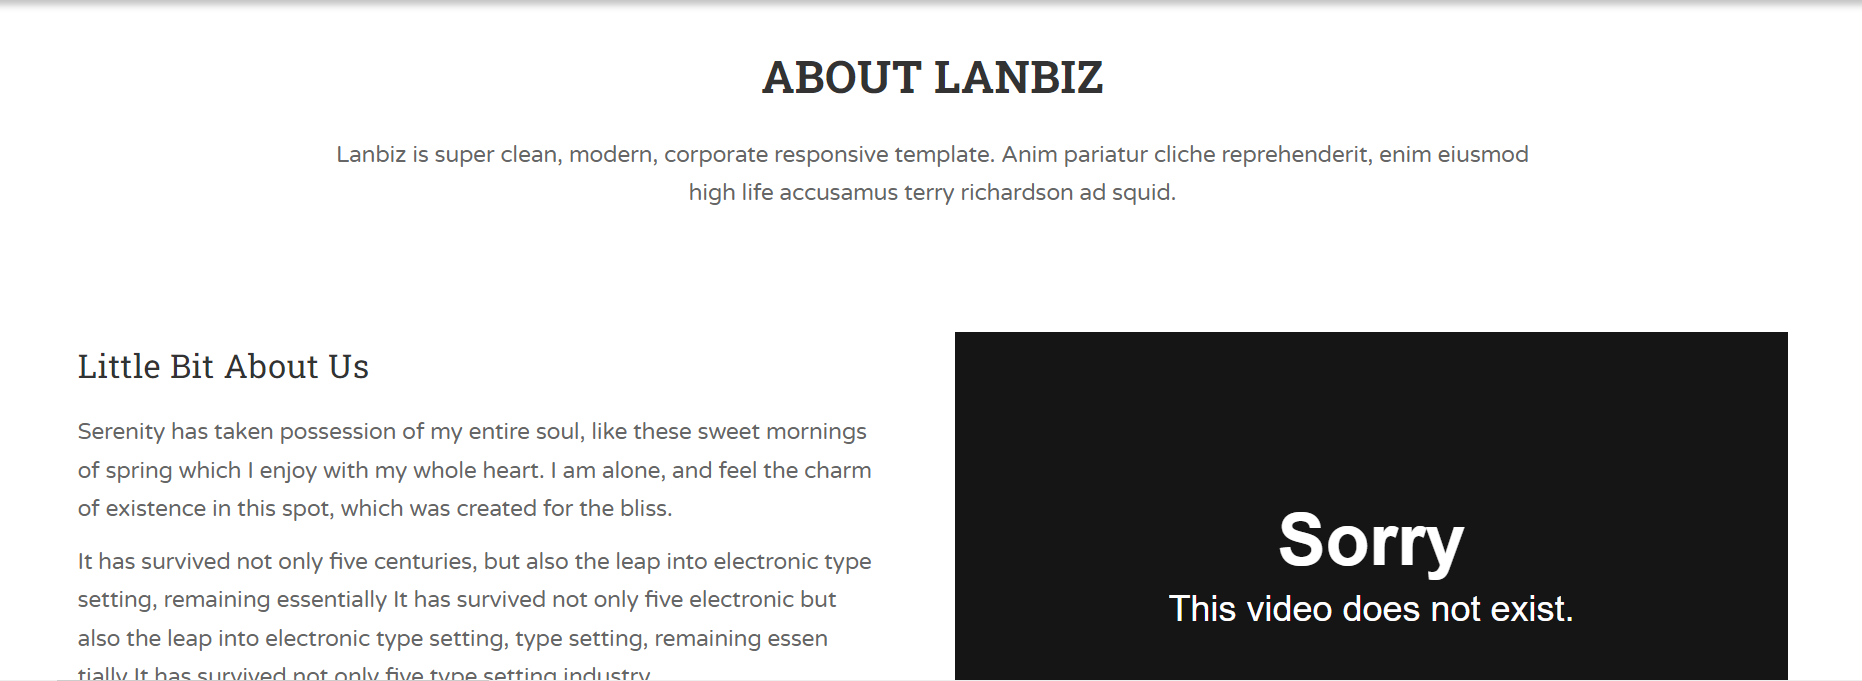 ABOUT LANBIZ
Lanbiz is super clean, modern, corporate responsive template. Anim pariatur cliche reprehenderit, enim eiusmod
high life accusamus terry richardson ad squid.
Little Bit About Us
Serenity has taken possession of my entire soul, like these sweet mornings
of spring which I enjoy with my whole heart. I am alone, and feel the charm
of existence in this spot, which was created for the bliss.
It has survived not only five centuries, but also the leap into electronic type
setting, remaining essentially It has survived not only five electronic but
also the leap into electronic type setting, type setting, remaining essen
tially It has survived not only five type setting industry.
Sorry
This video does not exist.